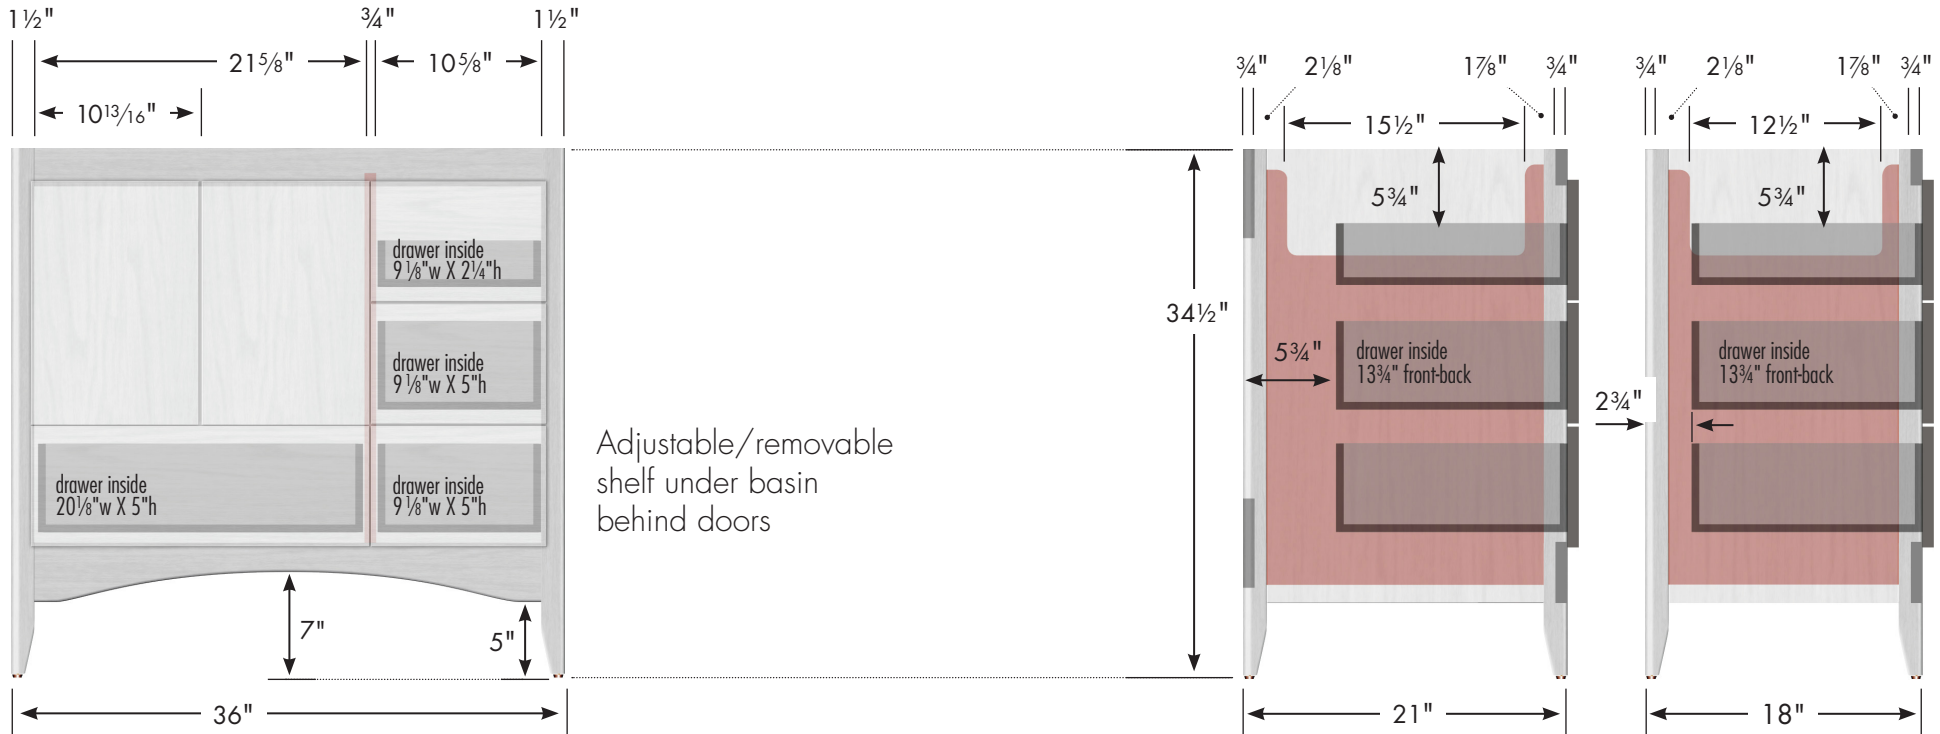 1½" ¾" 1½"
21⅝" 10⅝"
10¹³⁄₁₆"
drawer inside
9⅛"w X 2¼"h
drawer inside
9⅛"w X 5"h
drawer inside
20⅛"w X 5"h
drawer inside
9⅛"w X 5"h
7"
5"
36"
Adjustable/removable
shelf under basin
behind doors
34½"
¾" 2⅛" 1⅞" ¾"
15½"
5¾"
5¾"
drawer inside
13¾" front-back
21"
¾" 2⅛" 1⅞" ¾"
12½"
5¾"
drawer inside
13¾" front-back
2¾"
18"